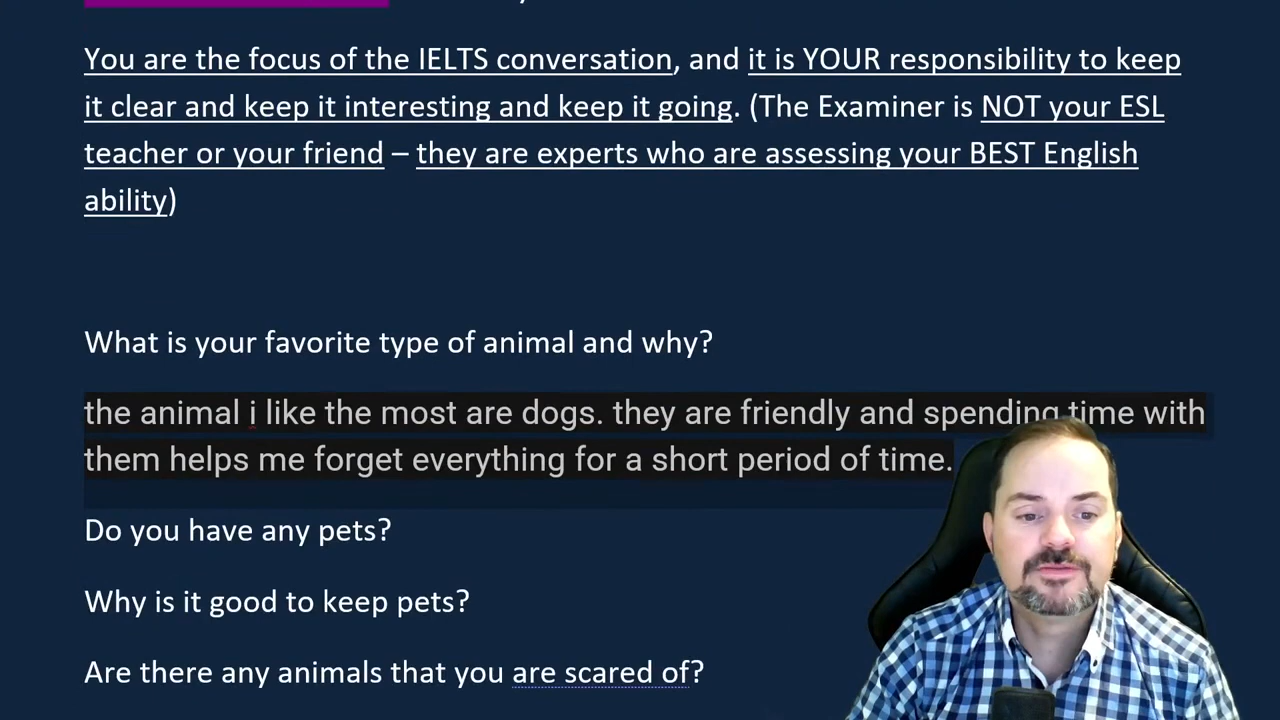 You are the focus of the IELTS conversation, and it is YOUR responsibility to keep
it clear and keep it interesting and keep it going. (The Examiner is NOT your ESL
teacher or your friend – they are experts who are assessing your BEST English
ability)
What is your favorite type of animal and why?
the animal i like the most are dogs. they are friendly and spending time with
them helps me forget everything for a short period of time.
Do you have any pets?
Why is it good to keep pets?
Are there any animals that you are scared of?